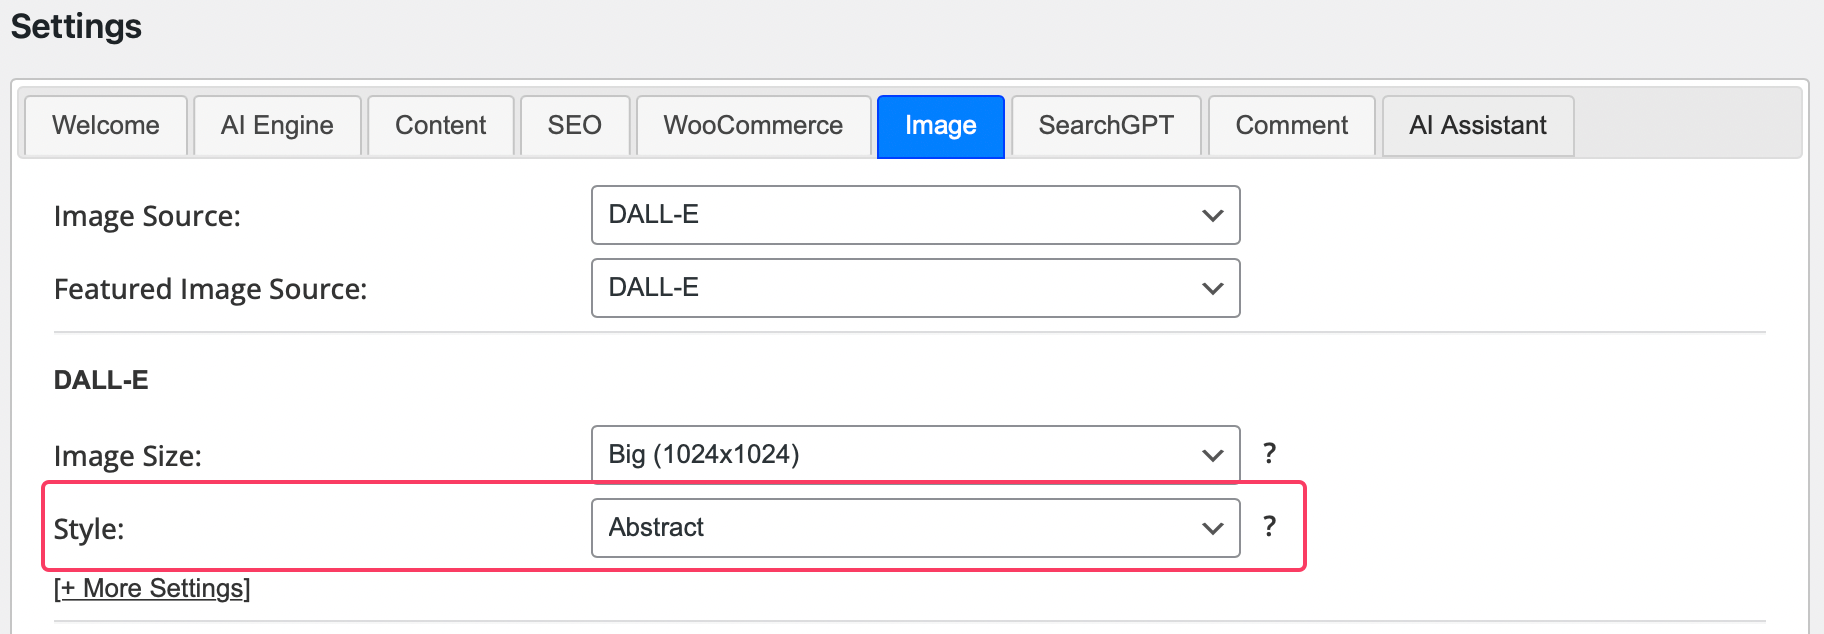 Settings
Welcome AI Engine Content SEO WooCommerce Image SearchGPT Comment AI Assistant
Image Source: DALL-E
Featured Image Source: DALL-E
DALL-E
Image Size: Big (1024x1024) ?
Style: Abstract ?
[+ More Settings]